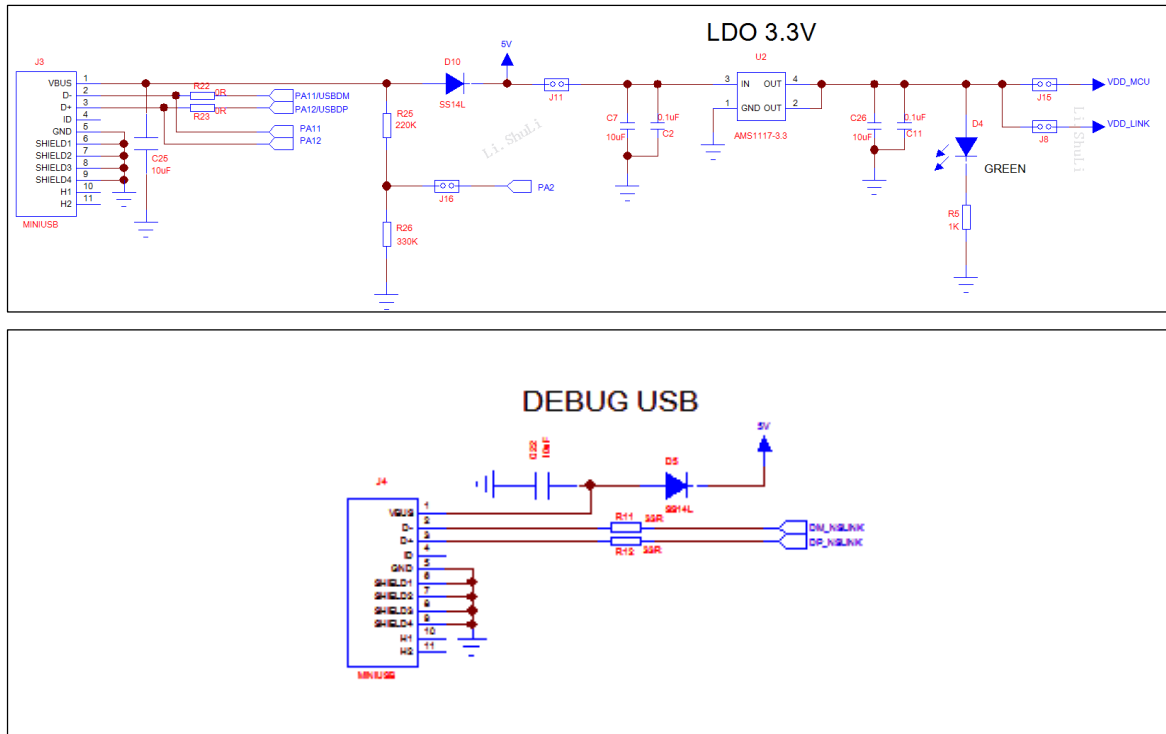 LDO 3.3V
J3
VBUS 1
D- 2
D+ 3
ID 4
GND 5
SHIELD1 6
SHIELD2 7
SHIELD3 8
SHIELD4 9
H1 10
H2 11
MINIUSB
R22 0R
R23 0R
PA11/USBDM
PA12/USBDP
PA11
PA12
C25
10uF
R25
220K
R26
330K
J16
PA2
D10
SS14L
5V
J11
Li. ShuLi
C7
10uF
0.1uF
C2
U2
3 IN OUT 4
1 GND OUT 2
AMS1117-3.3
C26
10uF
0.1uF
C11
D4
GREEN
R5
1K
J15
VDD_MCU
J8
VDD_LINK
Li. ShuLi
DEBUG USB
J4
VBUS 1
D- 2
D+ 3
ID 4
GND 5
SHIELD1 6
SHIELD2 7
SHIELD3 8
SHIELD4 9
H1 10
H2 11
MINIUSB
C22
10uF
D5
SS14L
5V
R11
R12
DM_NSLINK
DP_NSLINK